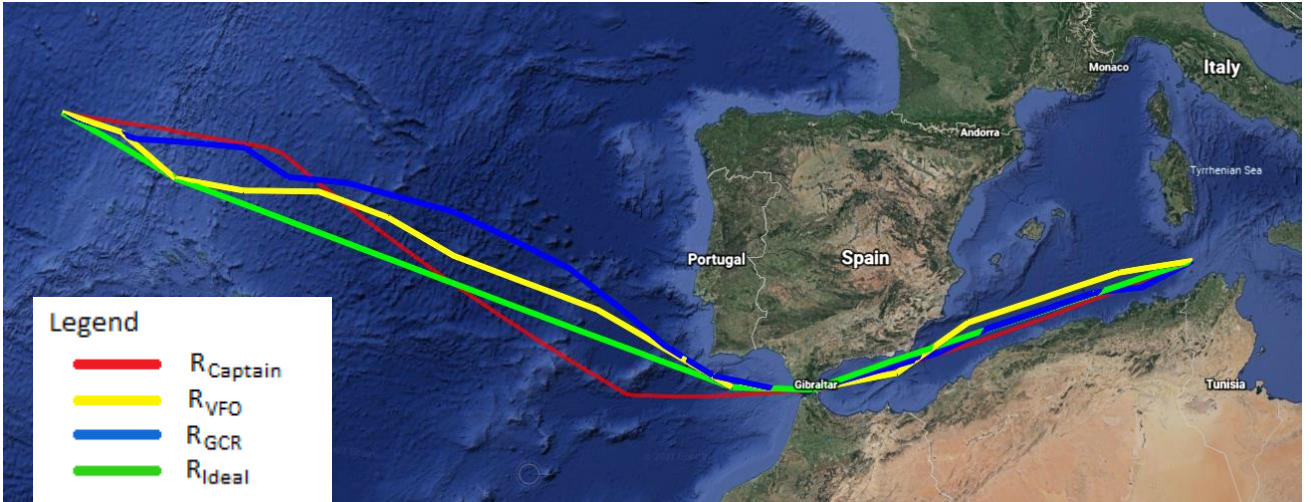 Monaco
Italy
Andorra
Tyrrhenian Sea
Portugal
Spain
Gibraltar
Tunisia
Legend
RCaptain
RVFO
RGCR
RIdeal